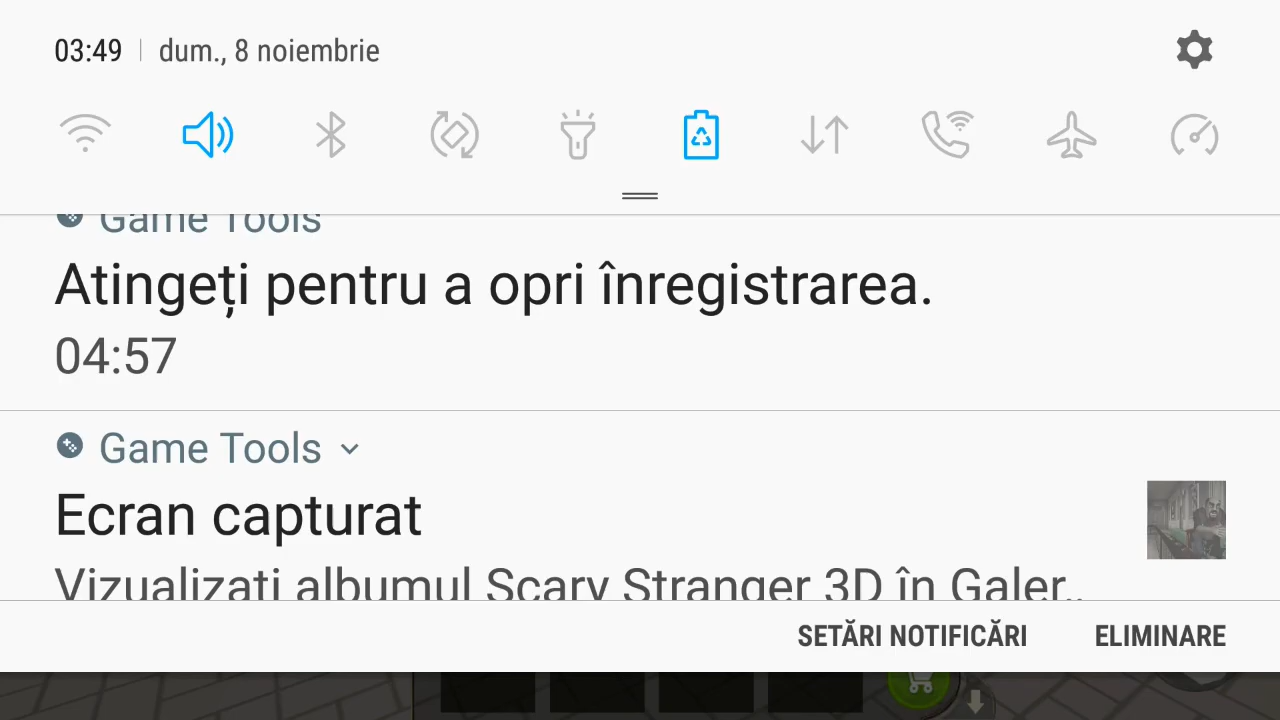 03:49 dum., 8 noiembrie
Game Tools
Atingeți pentru a opri înregistrarea.
04:57
Game Tools
Ecran capturat
Vizualizați albumul Scary Stranger 3D în Galer..
SETĂRI NOTIFICĂRI ELIMINARE